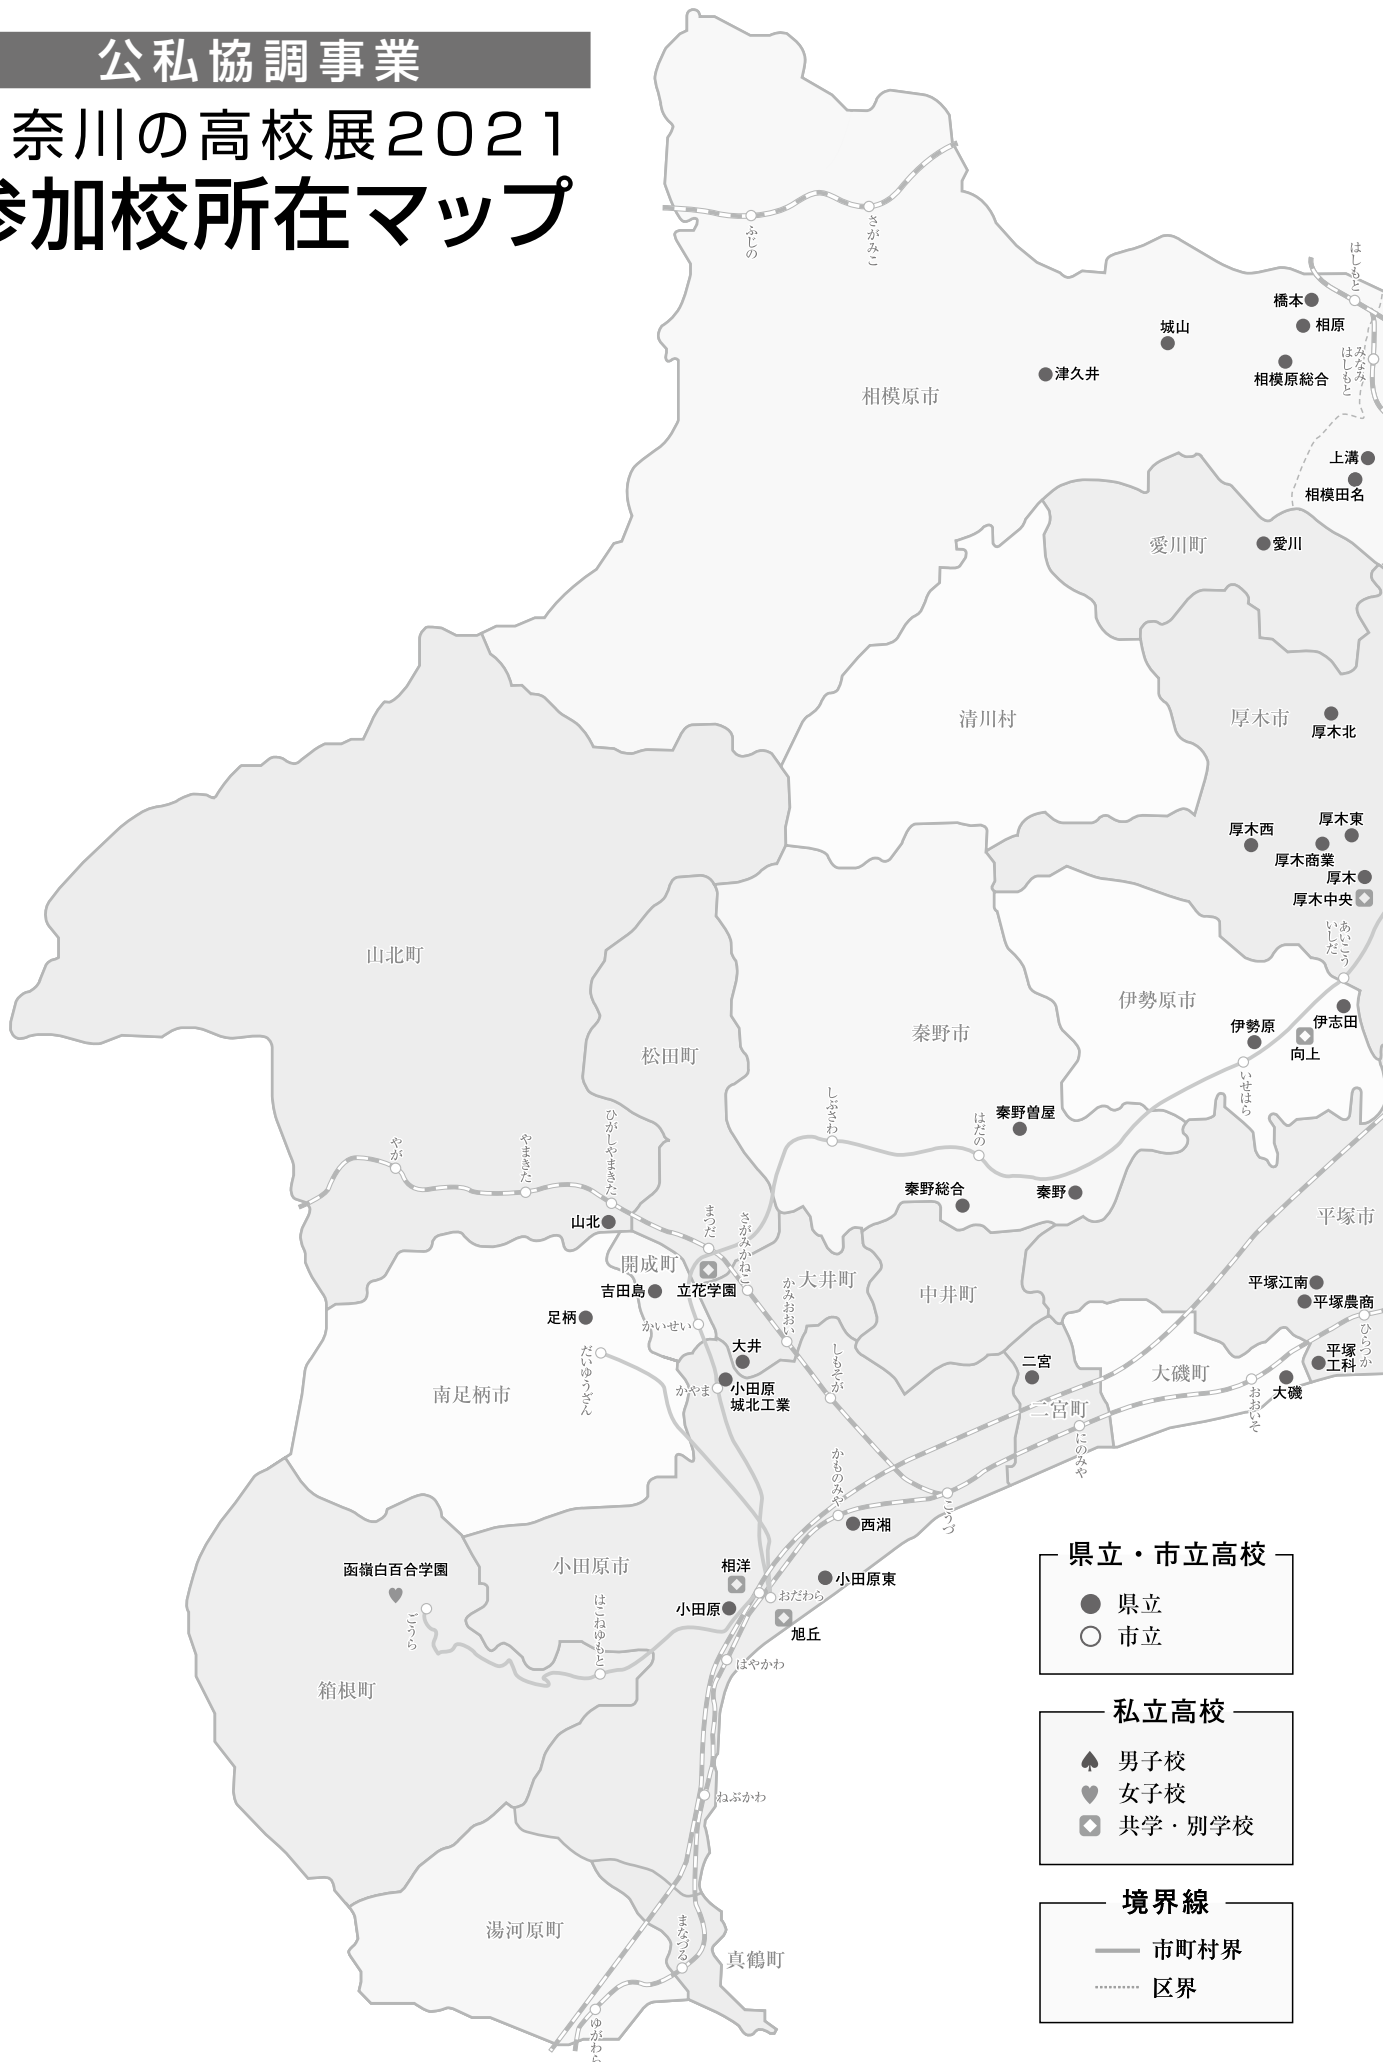 公私協調事業
奈川の高校展2021
参加校所在マップ
ふじの
さがみこ
はしもと
橋本
相原
城山
みなみ
はしもと
相模原総合
津久井
相模原市
上溝
相模田名
愛川町
愛川
清川村
厚木市
厚木北
厚木東
厚木西
厚木商業
厚木
厚木中央
あいこう
いしだ
山北町
伊勢原市
伊志田
伊勢原
向上
秦野市
松田町
いせはら
しぶさわ
はだの
秦野曽屋
ひがしやまきた
やまきた
やが
秦野総合
秦野
山北
まつだ
さがみかねこ
平塚市
開成町
大井町
中井町
吉田島
立花学園
かみおおい
平塚江南
平塚農商
足柄
かいせい
ひらつか
大井
だいゆうざん
しもそが
二宮
平塚
工科
大磯町
大磯
南足柄市
かやま
小田原
城北工業
おおいそ
二宮町
にのみや
かものみや
こうづ
西湘
函嶺白百合学園
小田原市
相洋
小田原東
ごうら
はこねゆもと
小田原
おだわら
旭丘
はやかわ
箱根町
ねぶかわ
湯河原町
まなづる
真鶴町
ゆがわら
県立・市立高校
県立
市立
私立高校
男子校
女子校
共学・別学校
境界線
市町村界
区界